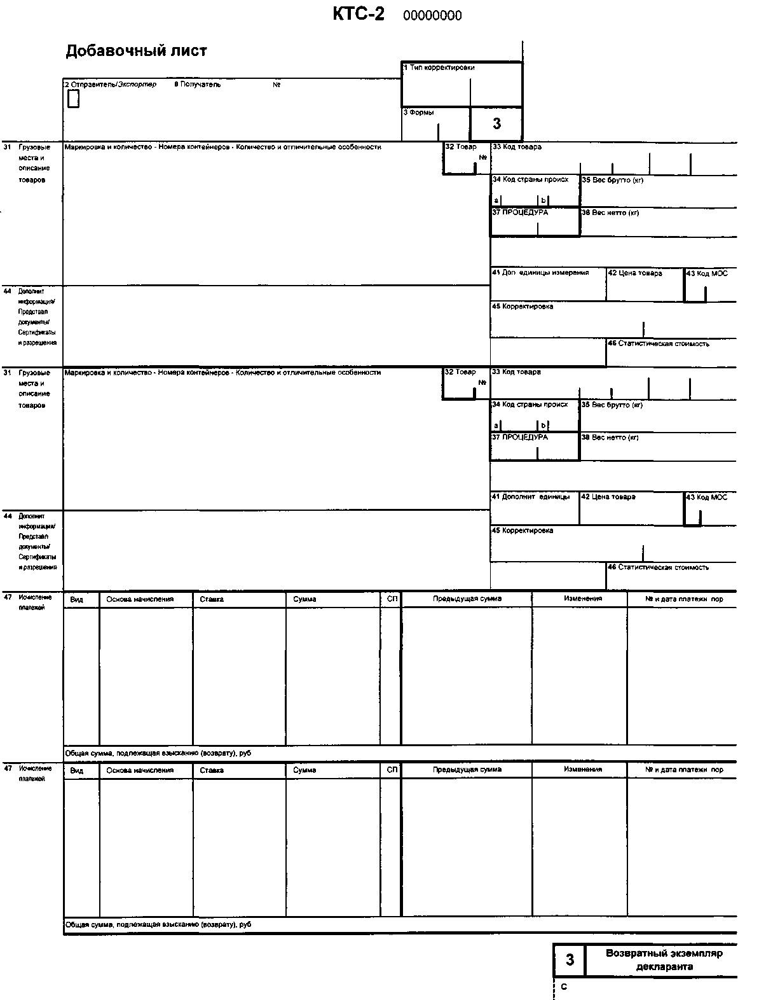 КТС-2 00000000
Добавочный лист
1 Тип корректировки
2 Отправитель/Экспортер 8 Получатель №
3 Формы
3
31 Грузовые места и описание товаров
Маркировка и количество - Номера контейнеров - Количество и отличительные особенности
32 Товар №
33 Код товара
34 Код страны происх
a b
35 Вес брутто (кг)
37 ПРОЦЕДУРА
38 Вес нетто (кг)
41 Доп единицы измерения
42 Цена товара
43 Код МОС
44 Дополнит информация/ Представл документы/ Сертификаты и разрешения
45 Корректировка
46 Статистическая стоимость
31 Грузовые места и описание товаров
Маркировка и количество - Номера контейнеров - Количество и отличительные особенности
32 Товар №
33 Код товара
34 Код страны происх
a b
35 Вес брутто (кг)
37 ПРОЦЕДУРА
38 Вес нетто (кг)
41 Дополнит единицы
42 Цена товара
43 Код МОС
44 Дополнит информация/ Представл документы/ Сертификаты и разрешения
45 Корректировка
46 Статистическая стоимость
47 Исчисление платежей
Вид Основа начисления Ставка Сумма СП Предыдущая сумма Изменения № и дата платежн пор
Общая сумма, подлежащая взысканию (возврату), руб
47 Исчисление платежей
Вид Основа начисления Ставка Сумма СП Предыдущая сумма Изменения № и дата платежн пор
Общая сумма, подлежащая взысканию (возврату), руб
3 Возвратный экземпляр
декларанта
С